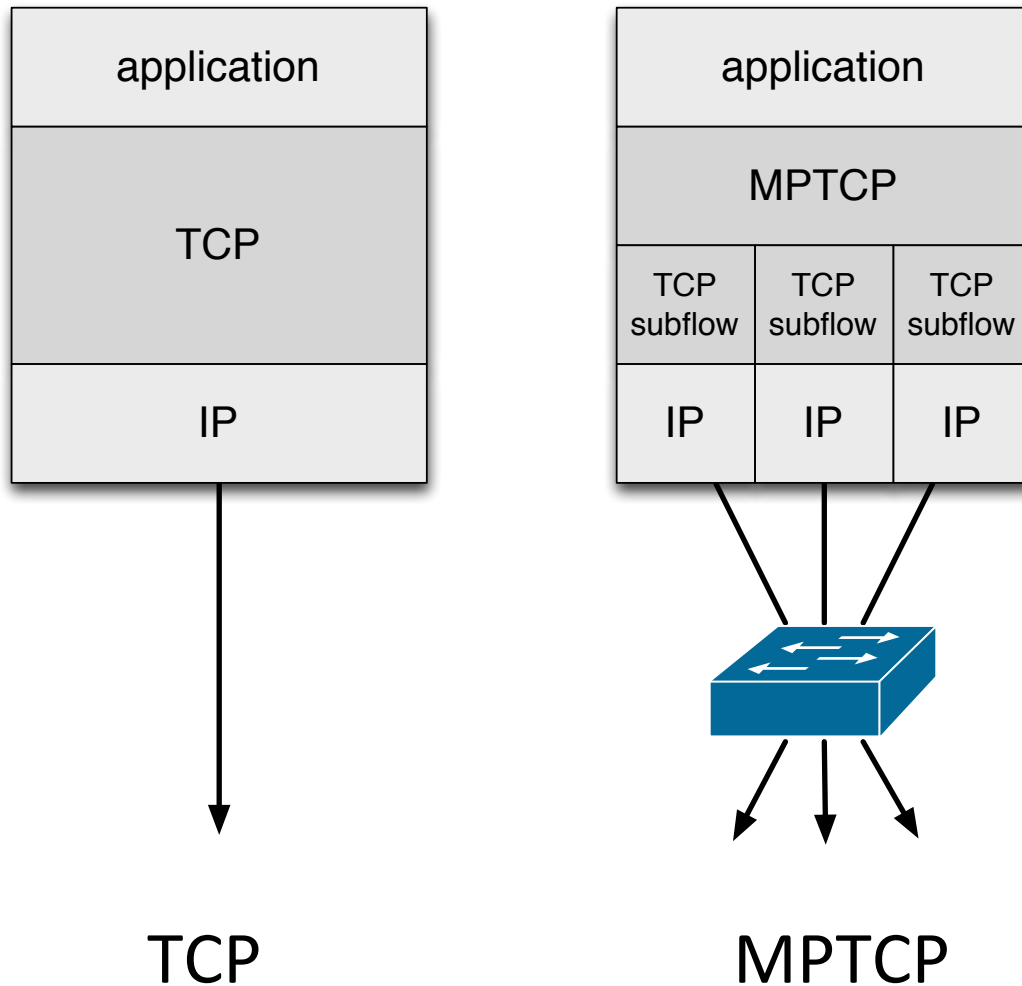 application
TCP
IP
TCP
application
MPTCP
TCP
subflow
TCP
subflow
TCP
subflow
IP
IP
IP
MPTCP